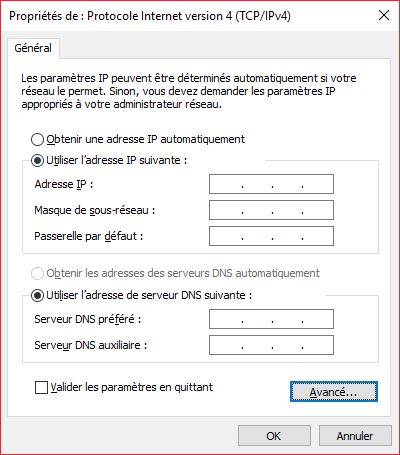 Propriétés de : Protocole Internet version 4 (TCP/IPv4)
Général
Les paramètres IP peuvent être déterminés automatiquement si votre
réseau le permet. Sinon, vous devez demander les paramètres IP
appropriés à votre administrateur réseau.
Obtenir une adresse IP automatiquement
Utiliser l'adresse IP suivante :
Adresse IP :
Masque de sous-réseau :
Passerelle par défaut :
Obtenir les adresses des serveurs DNS automatiquement
Utiliser l'adresse de serveur DNS suivante :
Serveur DNS préféré :
Serveur DNS auxiliaire :
Valider les paramètres en quittant
Avancé...
OK
Annuler